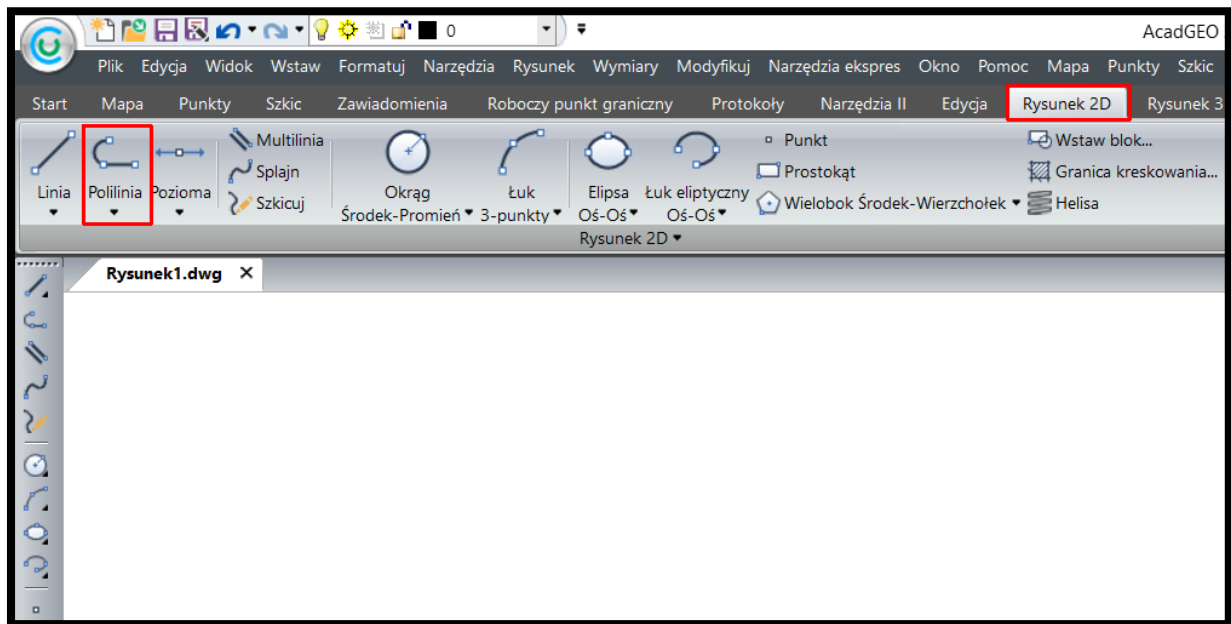 0 AcadGEO
Plik Edycja Widok Wstaw Formatuj Narzędzia Rysunek Wymiary Modyfikuj Narzędzia ekspres Okno Pomoc Mapa Punkty Szkic
Start Mapa Punkty Szkic Zawiadomienia Roboczy punkt graniczny Protokoły Narzędzia II Edycja Rysunek 2D Rysunek 3
Linia
Polilinia
Pozioma
Multilinia
Splajn
Szkicuj
Okrąg
Środek-Promień
Łuk
3-punkty
Elipsa
Oś-Oś
Łuk eliptyczny
Oś-Oś
Punkt
Prostokąt
Wielobok Środek-Wierzchołek
Wstaw blok...
Granica kreskowania...
Helisa
Rysunek 2D
Rysunek1.dwg